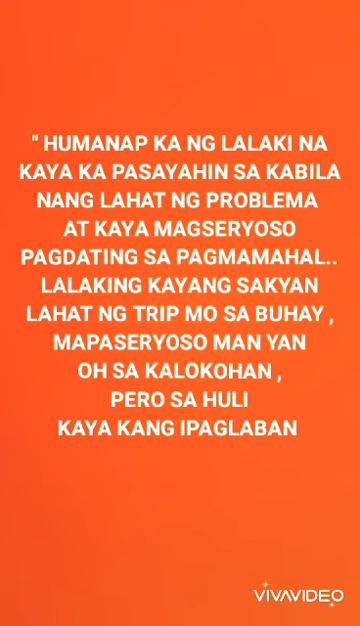 " HUMANAP KA NG LALAKI NA
KAYA KA PASAYAHIN SA KABILA
NANG LAHAT NG PROBLEMA
AT KAYA MAGSERYOSO
PAGDATING SA PAGMAMAHAL..
LALAKING KAYANG SAKYAN
LAHAT NG TRIP MO SA BUHAY ,
MAPASERYOSO MAN YAN
OH SA KALOKOHAN ,
PERO SA HULI
KAYA KANG IPAGLABAN
VIVAVIDEO